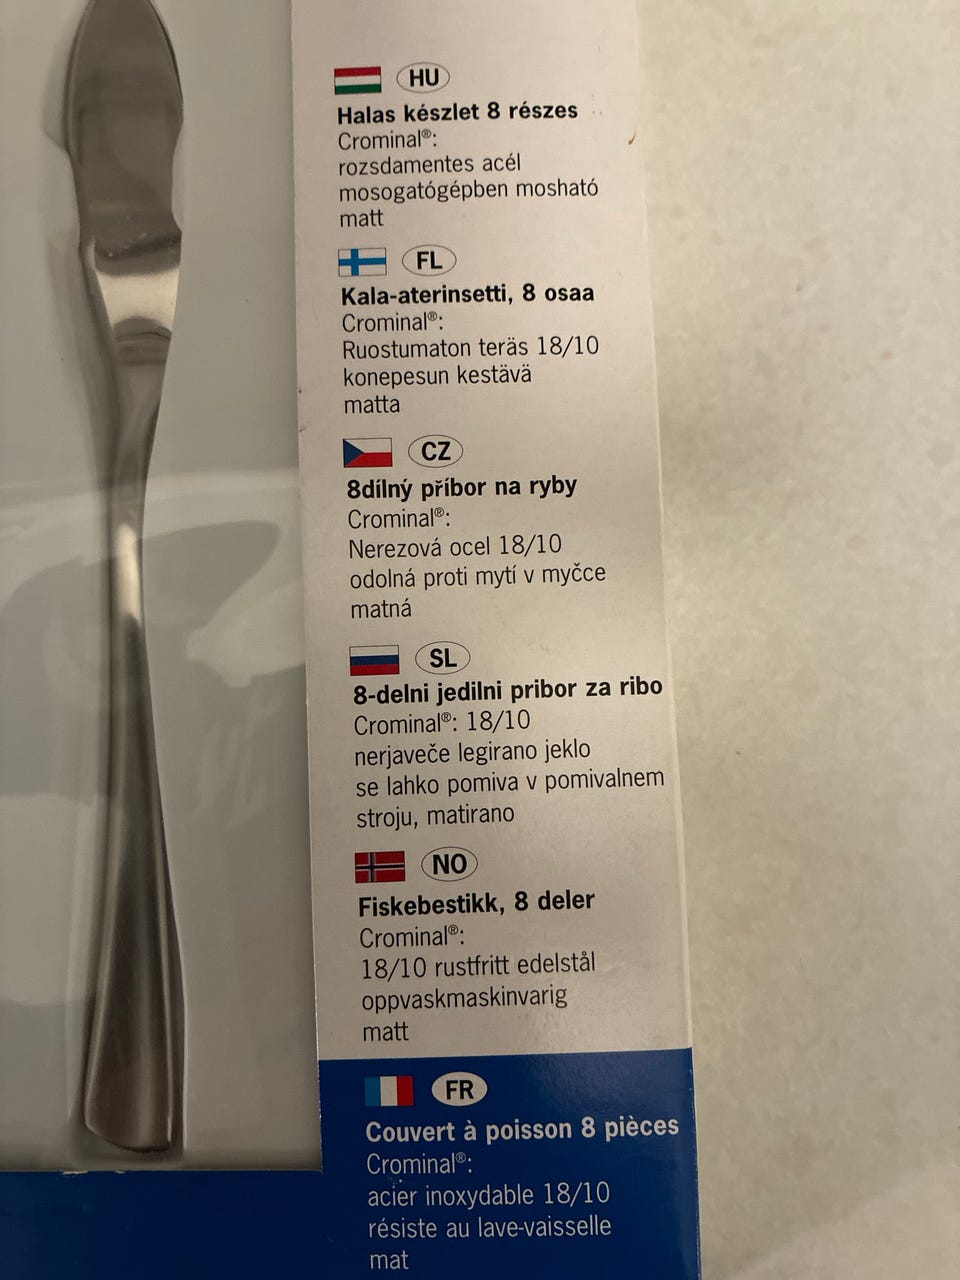 HU
Halas készlet 8 részes
Crominal®:
rozsdamentes acél
mosogatógépben mosható
matt
FL
Kala-aterinsetti, 8 osaa
Crominal®:
Ruostumaton teräs 18/10
konepesun kestävä
matta
CZ
8dílný příbor na ryby
Crominal®:
Nerezová ocel 18/10
odolná proti mytí v myčce
matná
SL
8-delni jedilni pribor za ribo
Crominal®: 18/10
nerjaveče legirano jeklo
se lahko pomiva v pomivalnem
stroju, matirano
NO
Fiskebestikk, 8 deler
Crominal®:
18/10 rustfritt edelstål
oppvaskmaskinvarig
matt
FR
Couvert à poisson 8 pièces
Crominal®:
acier inoxydable 18/10
résiste au lave-vaisselle
mat